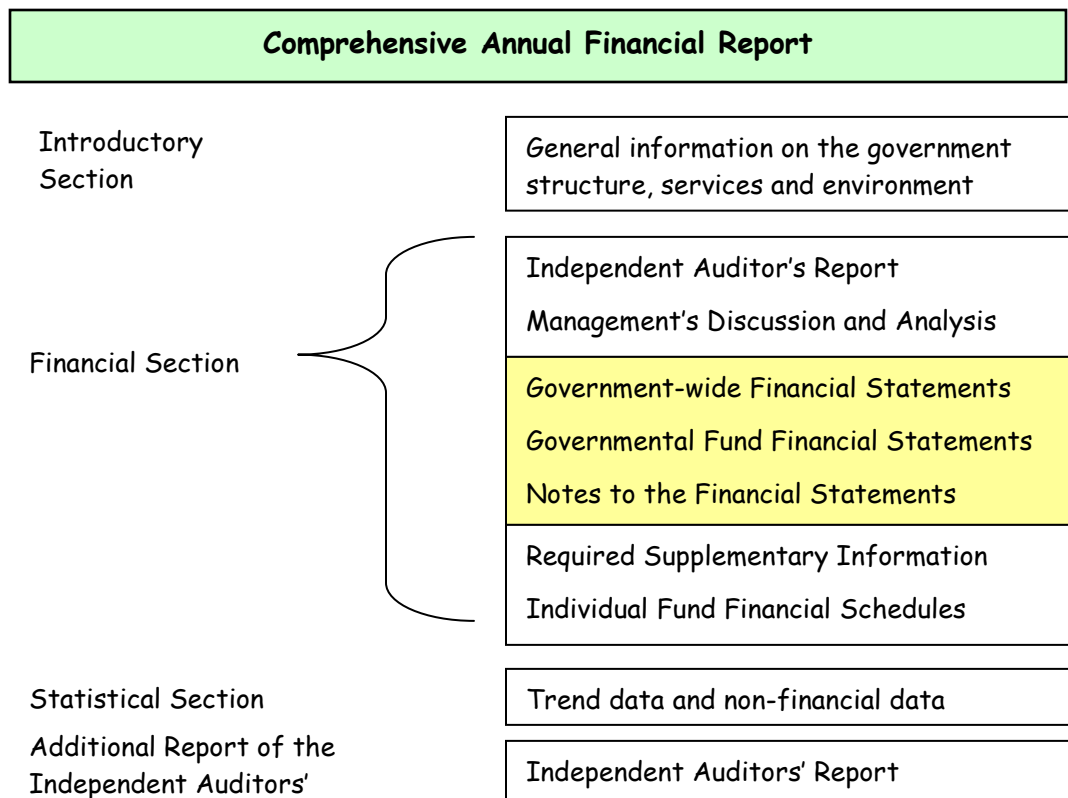 Comprehensive Annual Financial Report
Introductory
Section
General information on the government
structure, services and environment
Financial Section
Independent Auditor’s Report
Management’s Discussion and Analysis
Government-wide Financial Statements
Governmental Fund Financial Statements
Notes to the Financial Statements
Required Supplementary Information
Individual Fund Financial Schedules
Statistical Section
Trend data and non-financial data
Additional Report of the
Independent Auditors’
Independent Auditors’ Report